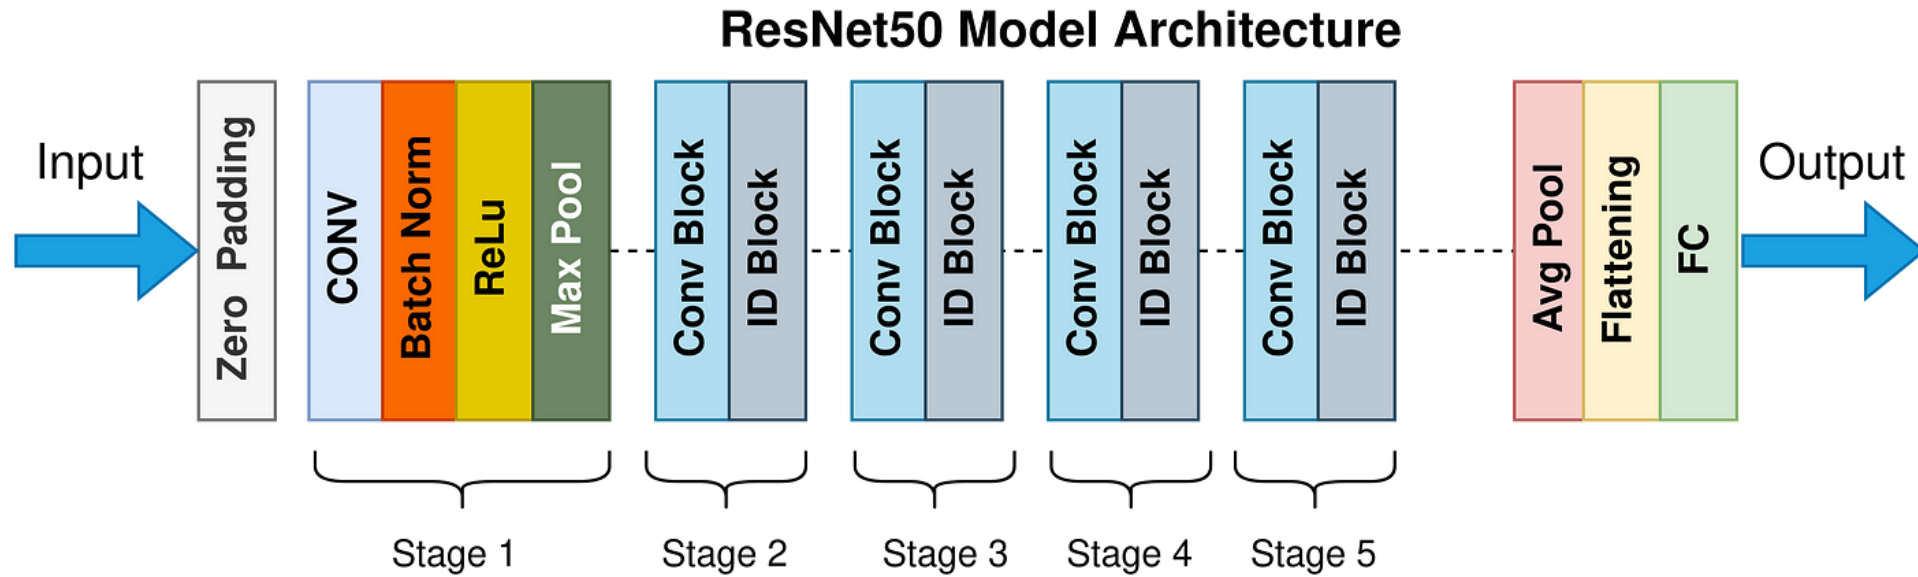 ResNet50 Model Architecture
Input
Zero Padding
CONV
Batch Norm
ReLu
Max Pool
Conv Block
ID Block
Conv Block
ID Block
Conv Block
ID Block
Conv Block
ID Block
Avg Pool
Flattening
FC
Output
Stage 1
Stage 2
Stage 3
Stage 4
Stage 5